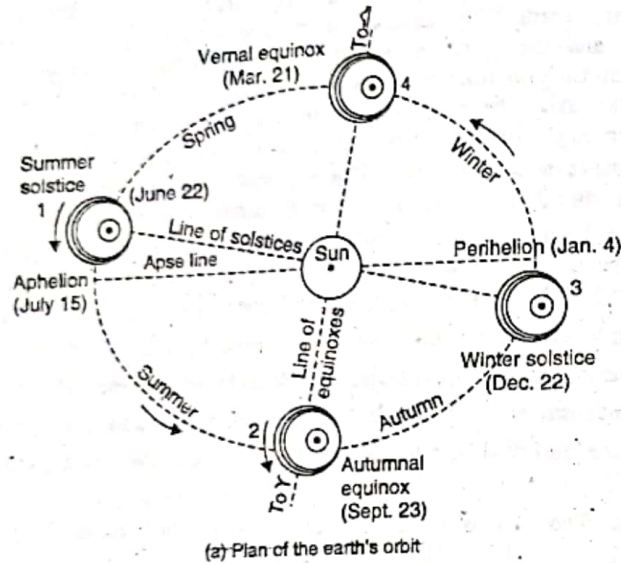 To ♎
Vernal equinox
(Mar. 21)
4
Spring
Winter
Summer
solstice
1
(June 22)
Line of solstices
Sun
Apse line
Perihelion (Jan. 4)
Aphelion
(July 15)
3
Line of
equinoxes
Winter solstice
(Dec. 22)
Summer
Autumn
2
Autumnal
equinox
(Sept. 23)
To ♈
(a) Plan of the earth's orbit